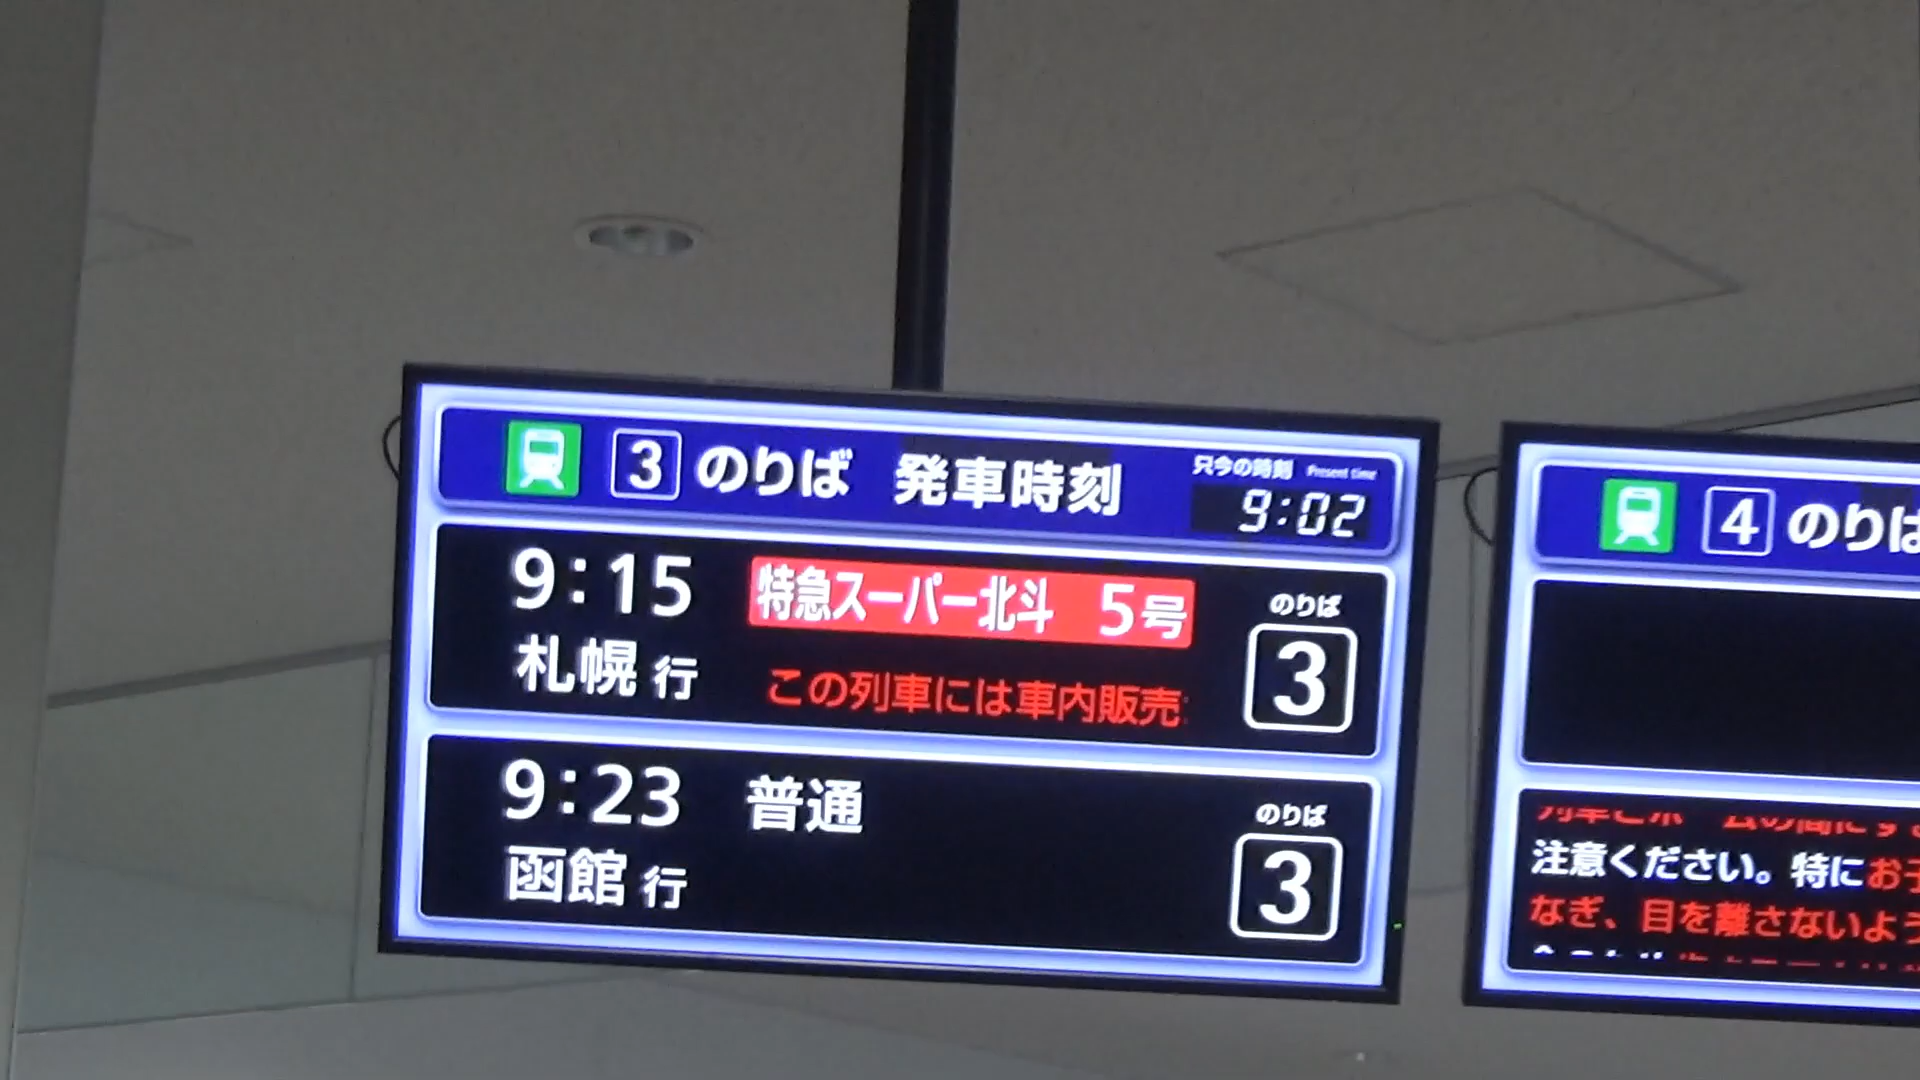 3 のりば 発車時刻 只今の時刻 Present time
9:02
9:15 特急スーパー北斗 5号 のりば
札幌 行 この列車には車内販売 3
9:23 普通 のりば
函館 行 3
4 のりば
注意ください。特にお子
なぎ、目を離さないよう